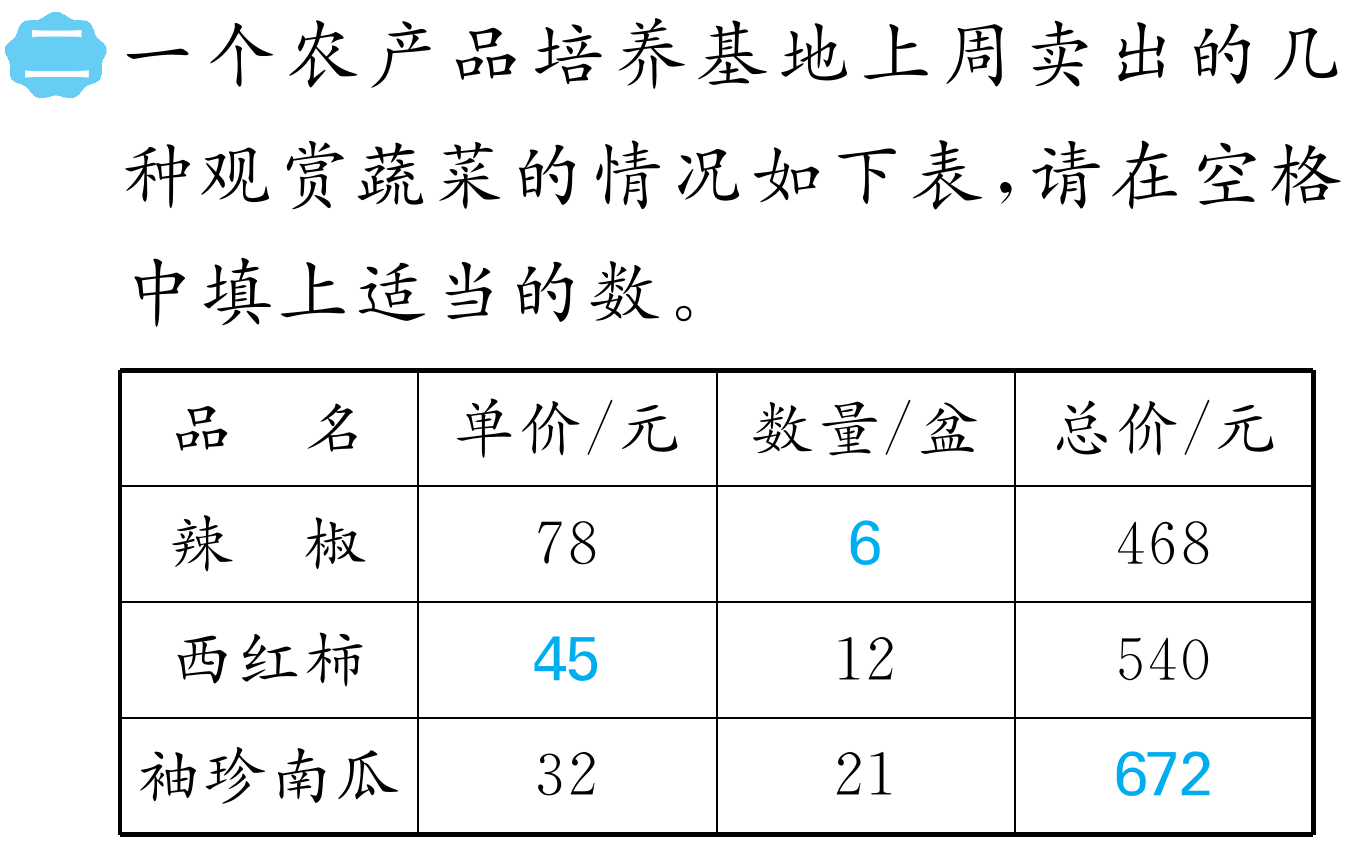 二 一个农产品培养基地上周卖出的几
种观赏蔬菜的情况如下表,请在空格
中填上适当的数。
品 名 单价/元 数量/盆 总价/元
辣 椒 78 6 468
西红柿 45 12 540
袖珍南瓜 32 21 672